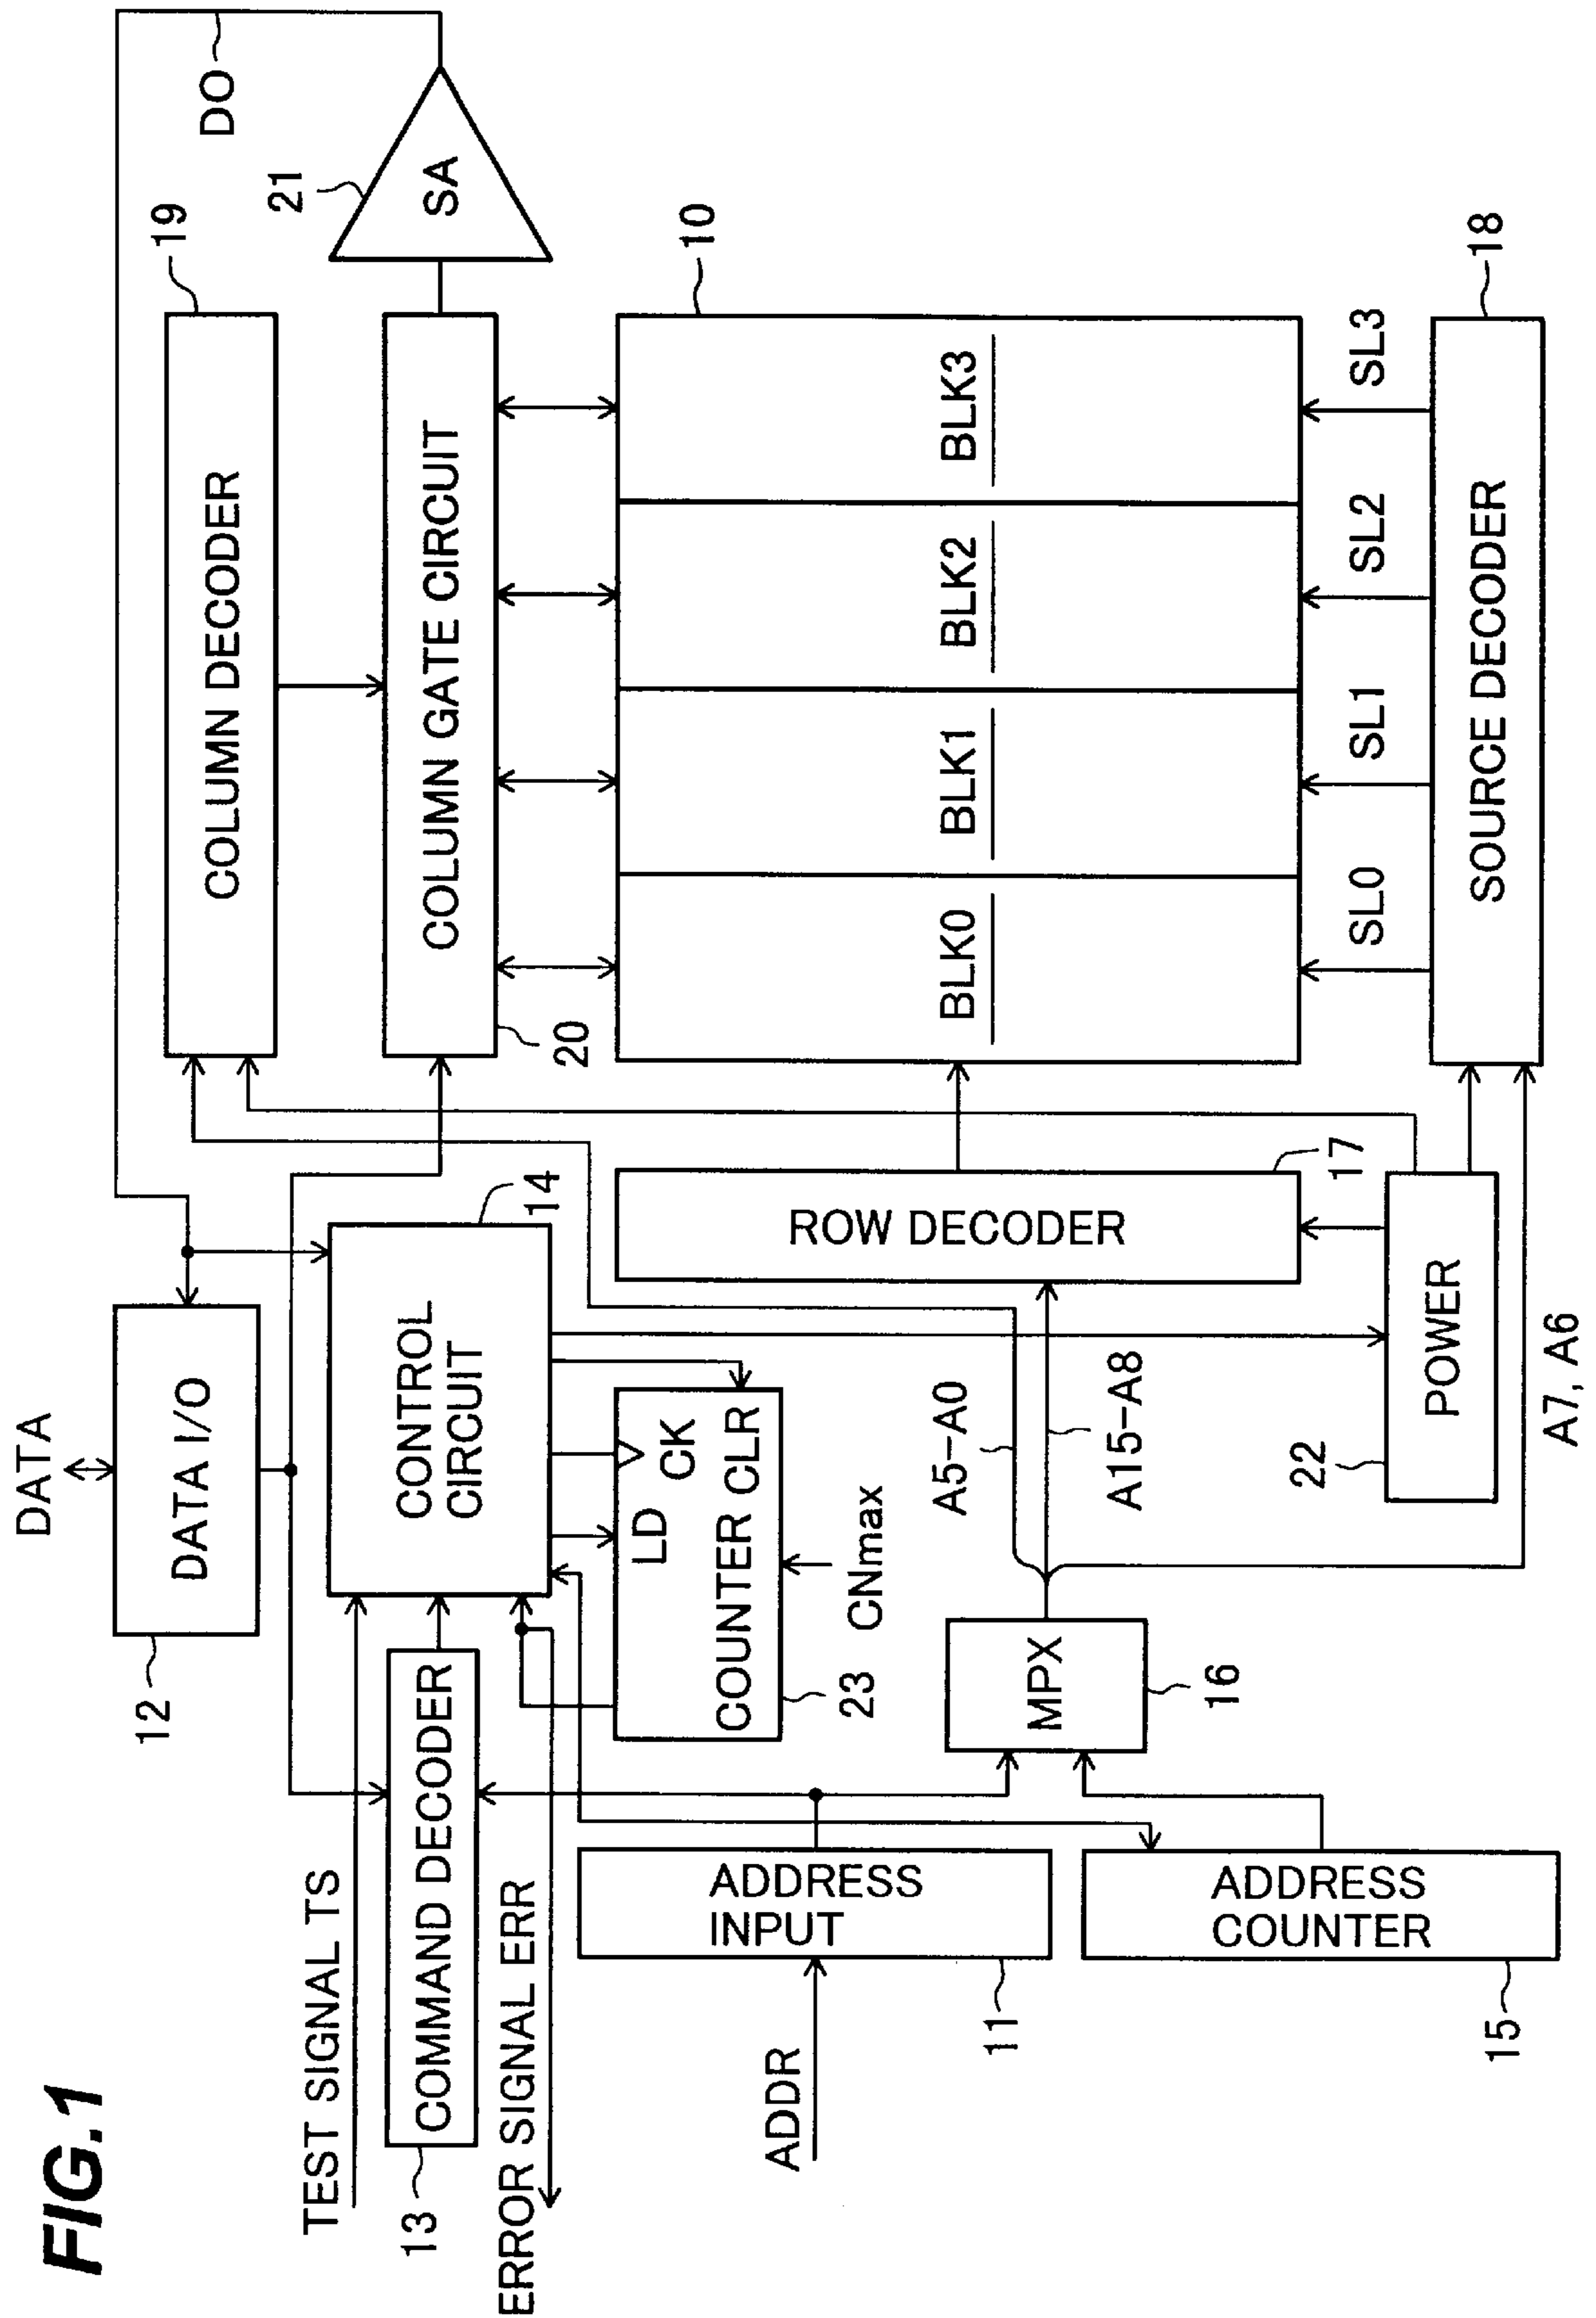 FIG.1
DATA
DATA I/O
12
TEST SIGNAL TS
COMMAND DECODER
13
ERROR SIGNAL ERR
CONTROL
CIRCUIT
14
LD
CK
COUNTER CLR
CNmax
23
ADDR
ADDRESS
INPUT
11
ADDRESS
COUNTER
15
MPX
16
A5-A0
A15-A8
A7, A6
ROW DECODER
17
POWER
22
COLUMN DECODER
19
COLUMN GATE CIRCUIT
20
SA
21
DO
BLK0
BLK1
BLK2
BLK3
10
SL0
SL1
SL2
SL3
SOURCE DECODER
18